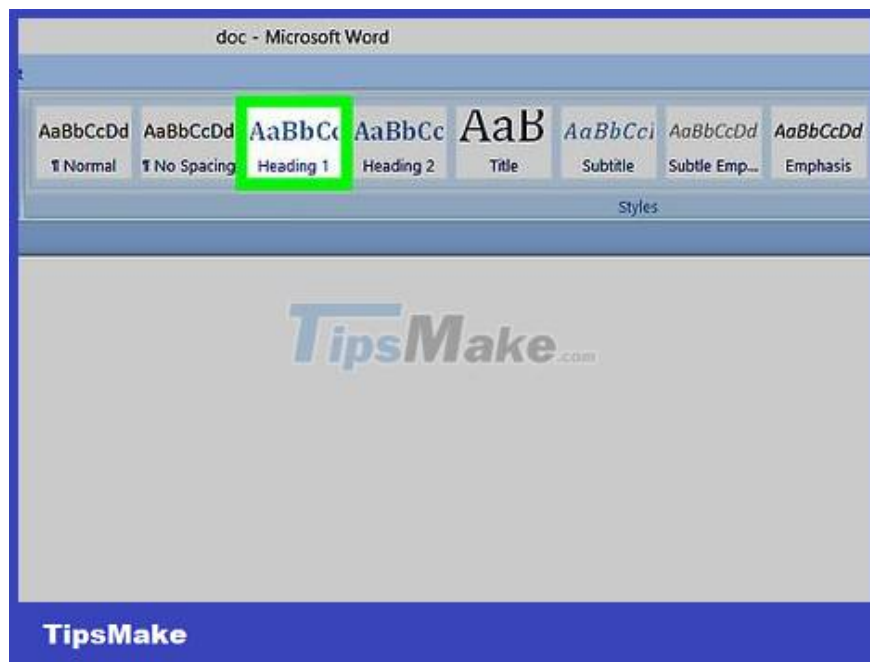 doc - Microsoft Word
AaBbCcDd AaBbCcDd AaBbCc AaBbCc AaB AaBbCci AaBbCcDd AaBbCcDd
¶ Normal ¶ No Spacing Heading 1 Heading 2 Title Subtitle Subtle Emp... Emphasis
Styles
TipsMake.com
TipsMake